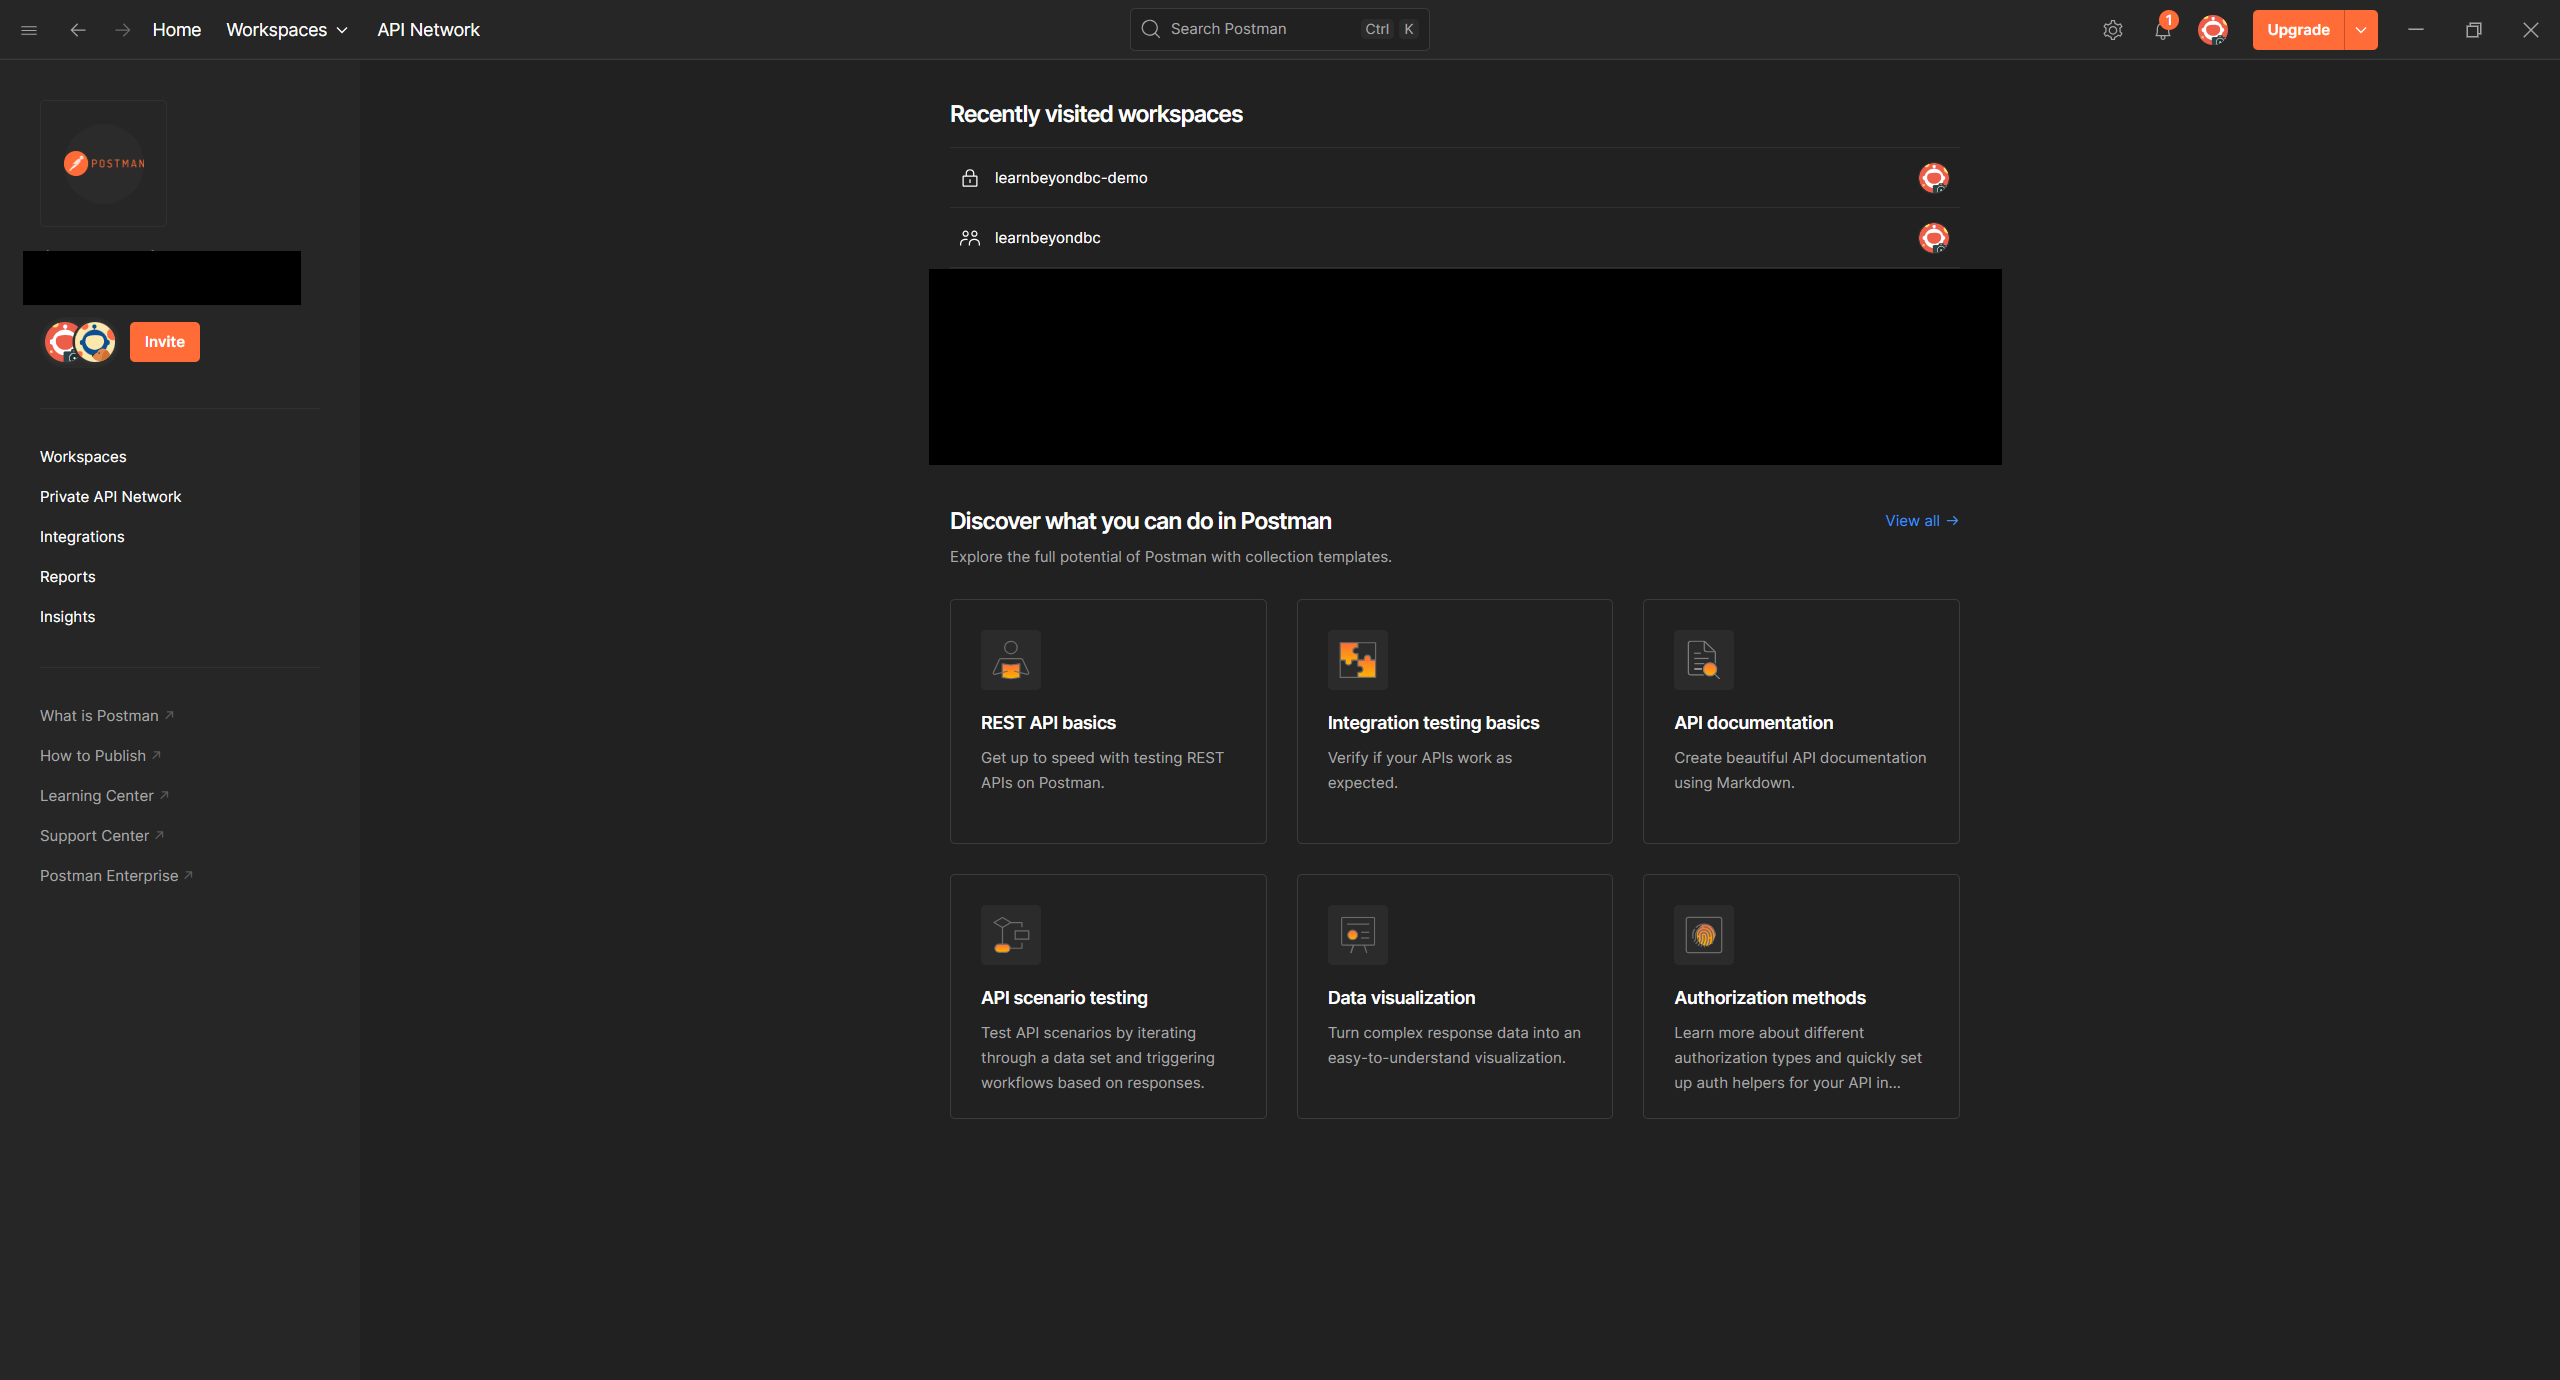 Home Workspaces API Network
Search Postman Ctrl K
1
Upgrade
POSTMAN
Invite
Workspaces
Private API Network
Integrations
Reports
Insights
What is Postman
How to Publish
Learning Center
Support Center
Postman Enterprise
Recently visited workspaces
learnbeyondbc-demo
learnbeyondbc
Discover what you can do in Postman
View all →
Explore the full potential of Postman with collection templates.
REST API basics
Get up to speed with testing REST
APIs on Postman.
Integration testing basics
Verify if your APIs work as
expected.
API documentation
Create beautiful API documentation
using Markdown.
API scenario testing
Test API scenarios by iterating
through a data set and triggering
workflows based on responses.
Data visualization
Turn complex response data into an
easy-to-understand visualization.
Authorization methods
Learn more about different
authorization types and quickly set
up auth helpers for your API in...